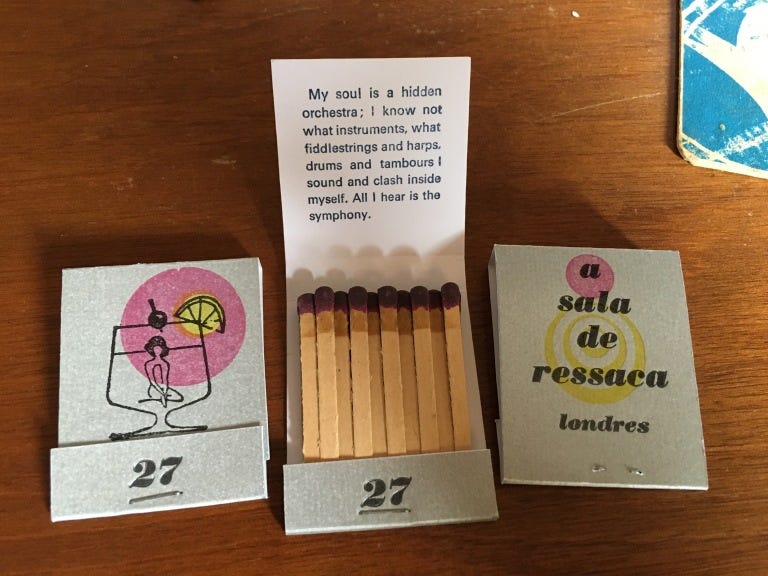 My soul is a hidden
orchestra; I know not
what instruments, what
fiddlestrings and harps,
drums and tambours I
sound and clash inside
myself. All I hear is the
symphony.
27
27
a
sala
de
ressaca
londres